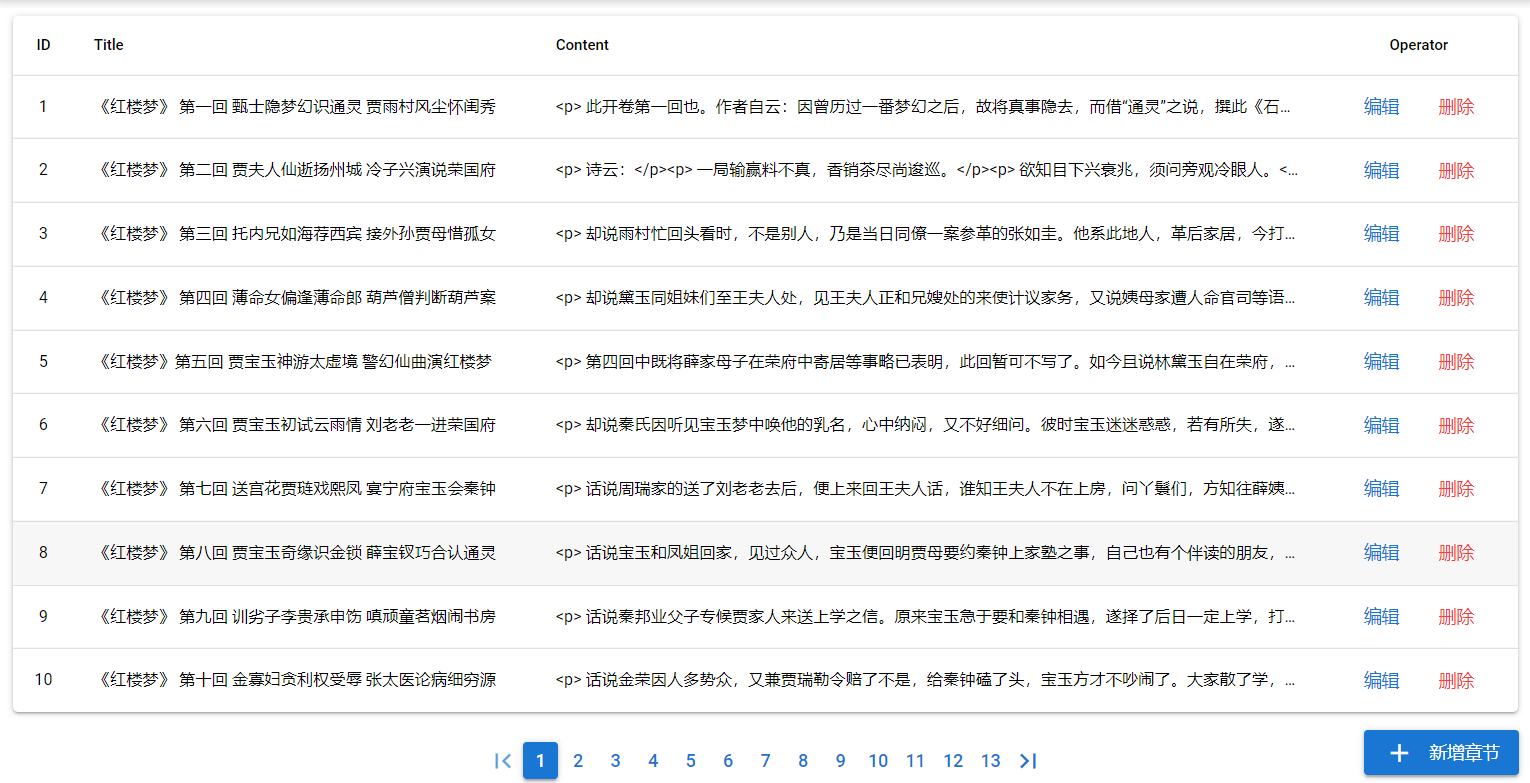 ID Title Content Operator
1 《红楼梦》 第一回 甄士隐梦幻识通灵 贾雨村风尘怀闺秀 <p> 此开卷第一回也。作者自云：因曾历过一番梦幻之后，故将真事隐去，而借“通灵”之说，撰此《石... 编辑 删除
2 《红楼梦》 第二回 贾夫人仙逝扬州城 冷子兴演说荣国府 <p> 诗云：</p><p> 一局输赢料不真，香销茶尽尚逡巡。</p><p> 欲知目下兴衰兆，须问旁观冷眼人。<... 编辑 删除
3 《红楼梦》 第三回 托内兄如海荐西宾 接外孙贾母惜孤女 <p> 却说雨村忙回头看时，不是别人，乃是当日同僚一案参革的张如圭。他系此地人，革后家居，今打... 编辑 删除
4 《红楼梦》 第四回 薄命女偏逢薄命郎 葫芦僧判断葫芦案 <p> 却说黛玉同姐妹们至王夫人处，见王夫人正和兄嫂处的来使计议家务，又说姨母家遭人命官司等语... 编辑 删除
5 《红楼梦》第五回 贾宝玉神游太虚境 警幻仙曲演红楼梦 <p> 第四回中既将薛家母子在荣府中寄居等事略已表明，此回暂可不写了。如今且说林黛玉自在荣府，... 编辑 删除
6 《红楼梦》 第六回 贾宝玉初试云雨情 刘老老一进荣国府 <p> 却说秦氏因听见宝玉梦中唤他的乳名，心中纳闷，又不好细问。彼时宝玉迷迷惑惑，若有所失，遂... 编辑 删除
7 《红楼梦》 第七回 送宫花贾琏戏熙凤 宴宁府宝玉会秦钟 <p> 话说周瑞家的送了刘老老去后，便上来回王夫人话，谁知王夫人不在上房，问丫鬟们，方知往薛姨... 编辑 删除
8 《红楼梦》 第八回 贾宝玉奇缘识金锁 薛宝钗巧合认通灵 <p> 话说宝玉和凤姐回家，见过众人，宝玉便回明贾母要约秦钟上家塾之事，自己也有个伴读的朋友，... 编辑 删除
9 《红楼梦》 第九回 训劣子李贵承申饬 嗔顽童茗烟闹书房 <p> 话说秦邦业父子专候贾家人来送上学之信。原来宝玉急于要和秦钟相遇，遂择了后日一定上学，打... 编辑 删除
10 《红楼梦》 第十回 金寡妇贪利权受辱 张太医论病细穷源 <p> 话说金荣因人多势众，又兼贾瑞勒令赔了不是，给秦钟磕了头，宝玉方才不吵闹了。大家散了学，... 编辑 删除
1 2 3 4 5 6 7 8 9 10 11 12 13 新增章节